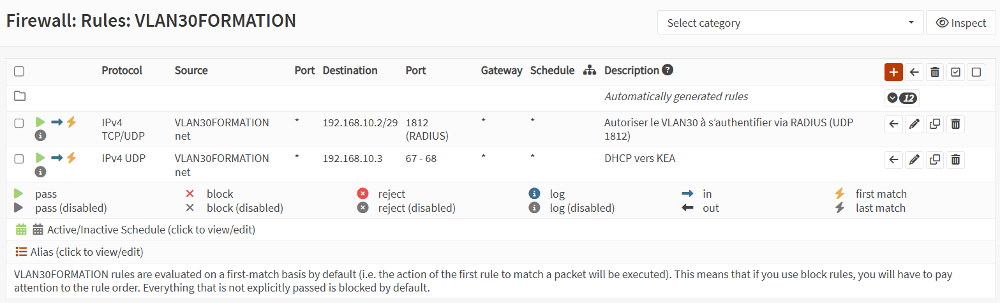 Firewall: Rules: VLAN30FORMATION
Select category
Inspect
Protocol Source Port Destination Port Gateway Schedule Description
Automatically generated rules
12
IPv4 VLAN30FORMATION * 192.168.10.2/29 1812 * * Autoriser le VLAN30 à s’authentifier via RADIUS (UDP
TCP/UDP net (RADIUS) 1812)
IPv4 UDP VLAN30FORMATION * 192.168.10.3 67 - 68 * * DHCP vers KEA
net
pass block reject log in first match
pass (disabled) block (disabled) reject (disabled) log (disabled) out last match
Active/Inactive Schedule (click to view/edit)
Alias (click to view/edit)
VLAN30FORMATION rules are evaluated on a first-match basis by default (i.e. the action of the first rule to match a packet will be executed). This means that if you use block rules, you will have to pay
attention to the rule order. Everything that is not explicitly passed is blocked by default.